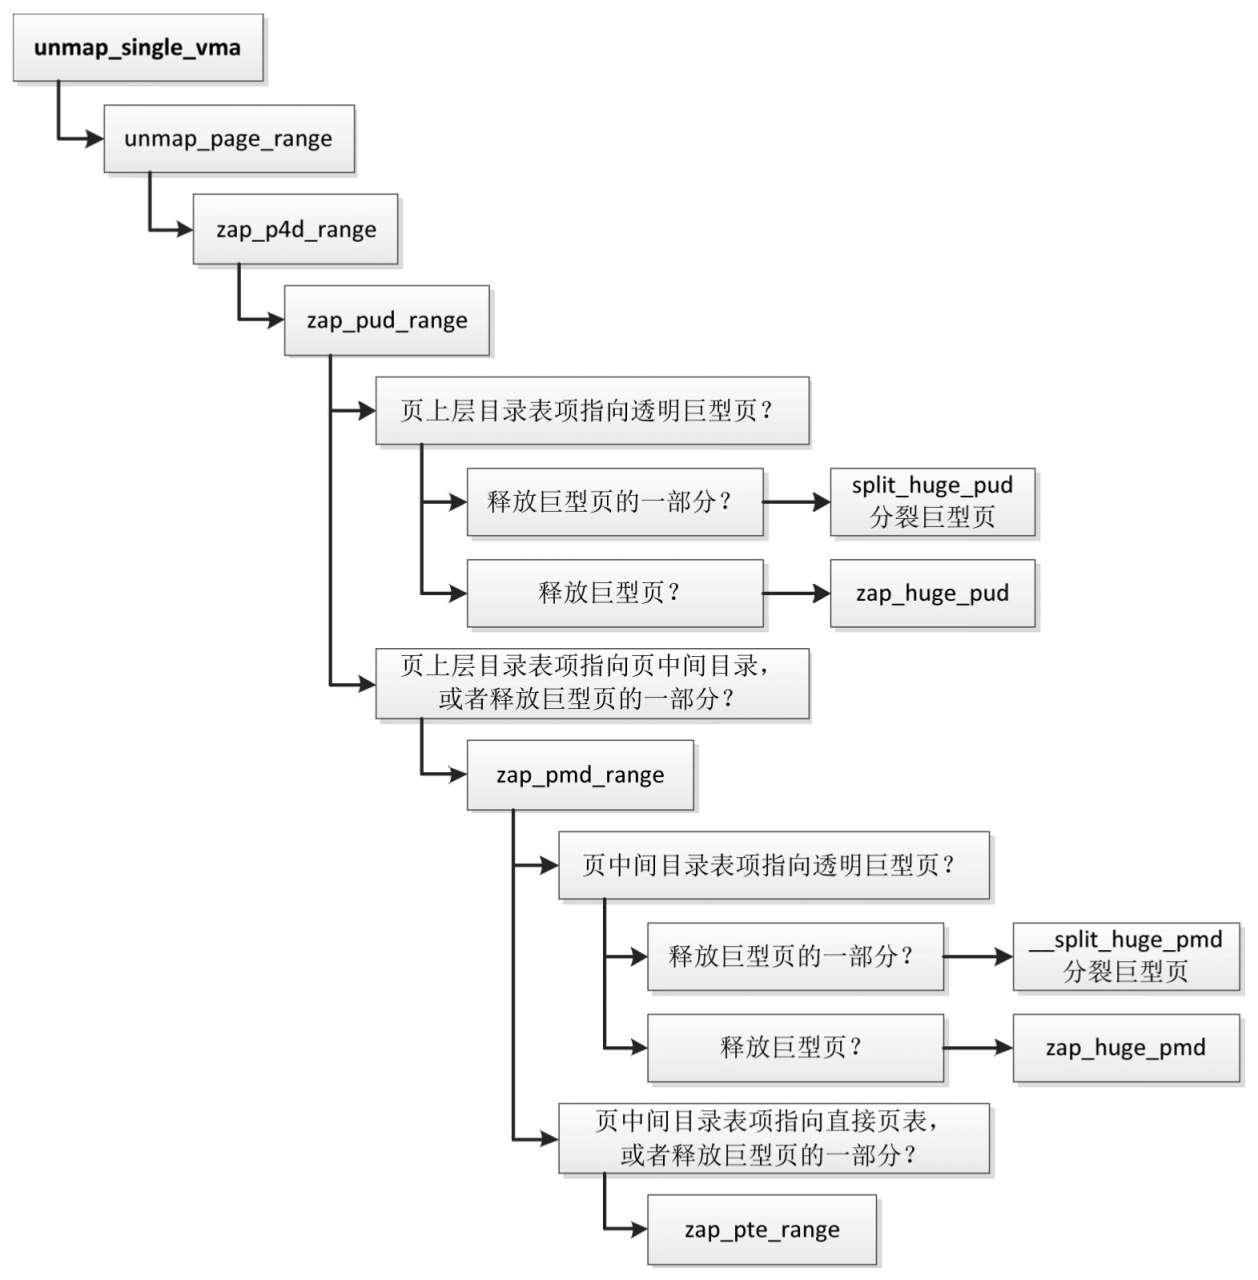 unmap_single_vma
unmap_page_range
zap_p4d_range
zap_pud_range
页上层目录表项指向透明巨型页？
释放巨型页的一部分？
split_huge_pud
分裂巨型页
释放巨型页？
zap_huge_pud
页上层目录表项指向页中间目录，
或者释放巨型页的一部分？
zap_pmd_range
页中间目录表项指向透明巨型页？
释放巨型页的一部分？
__split_huge_pmd
分裂巨型页
释放巨型页？
zap_huge_pmd
页中间目录表项指向直接页表，
或者释放巨型页的一部分？
zap_pte_range